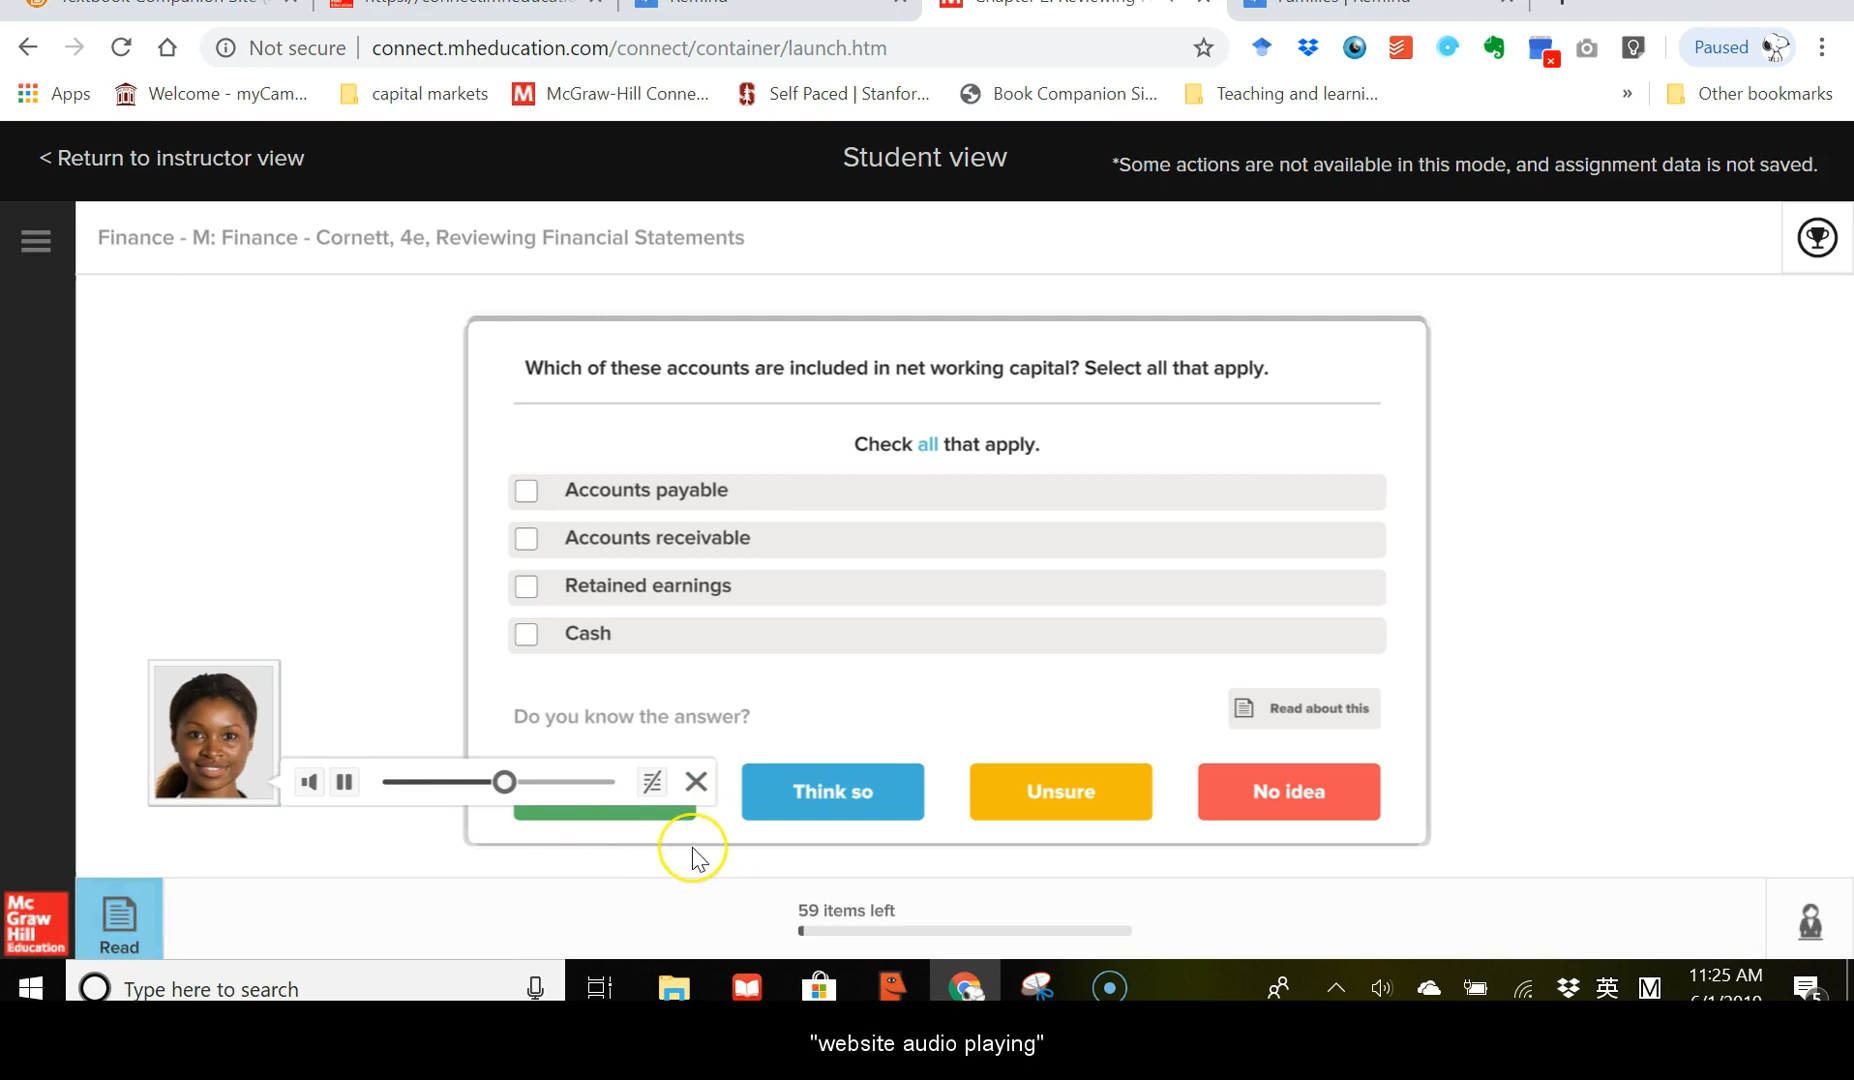 Remind
Families | Remind
Not secure
connect.mheducation.com/connect/container/launch.htm
Paused
Apps
Welcome - myCam...
capital markets
McGraw-Hill Conne...
Self Paced | Stanfor...
Book Companion Si...
Teaching and learni...
»
Other bookmarks
< Return to instructor view
Student view
*Some actions are not available in this mode, and assignment data is not saved.
Finance - M: Finance - Cornett, 4e, Reviewing Financial Statements
Which of these accounts are included in net working capital? Select all that apply.
Check all that apply.
Accounts payable
Accounts receivable
Retained earnings
Cash
Do you know the answer?
Read about this
Think so
Unsure
No idea
Mc
Graw
Hill
Education
Read
59 items left
Type here to search
英
M
11:25 AM
"website audio playing"